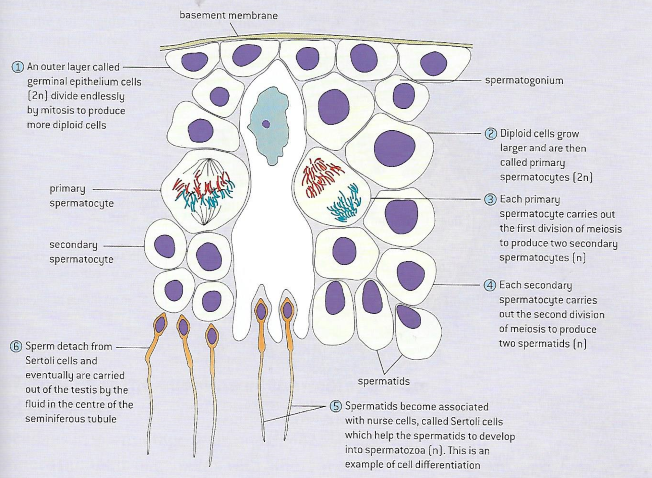 basement membrane
① An outer layer called
germinal epithelium cells
(2n) divide endlessly
by mitosis to produce
more diploid cells
spermatogonium
② Diploid cells grow
larger and are then
called primary
spermatocytes (2n)
primary
spermatocyte
③ Each primary
spermatocyte carries out
the first division of meiosis
to produce two secondary
spermatocytes (n)
secondary
spermatocyte
④ Each secondary
spermatocyte carries
out the second division
of meiosis to produce
two spermatids (n)
⑥ Sperm detach from
Sertoli cells and
eventually are carried
out of the testis by the
fluid in the centre of the
seminiferous tubule
spermatids
⑤ Spermatids become associated
with nurse cells, called Sertoli cells
which help the spermatids to develop
into spermatozoa (n). This is an
example of cell differentiation